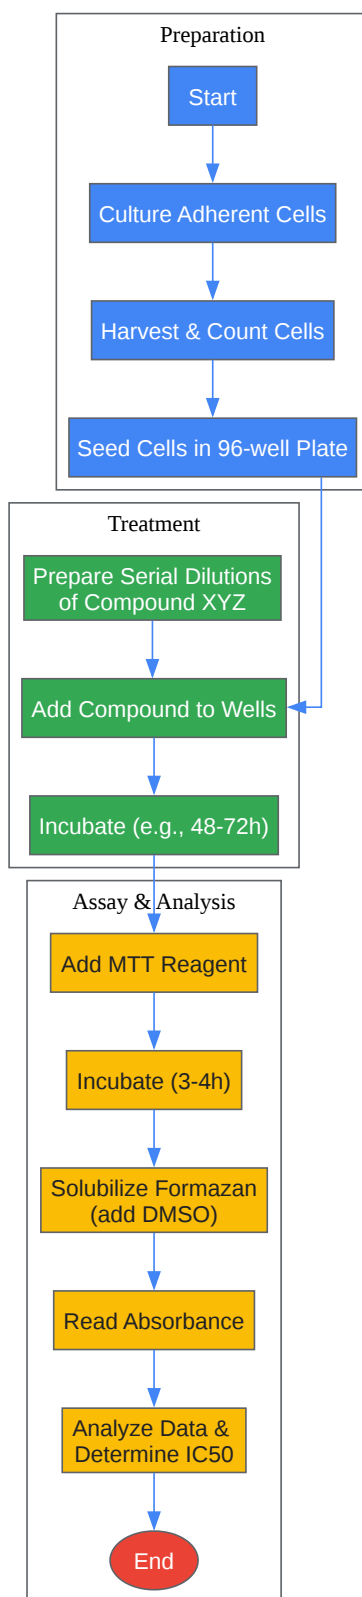 Preparation
Start
Culture Adherent Cells
Harvest & Count Cells
Seed Cells in 96-well Plate
Treatment
Prepare Serial Dilutions
of Compound XYZ
Add Compound to Wells
Incubate (e.g., 48-72h)
Assay & Analysis
Add MTT Reagent
Incubate (3-4h)
Solubilize Formazan
(add DMSO)
Read Absorbance
Analyze Data &
Determine IC50
End